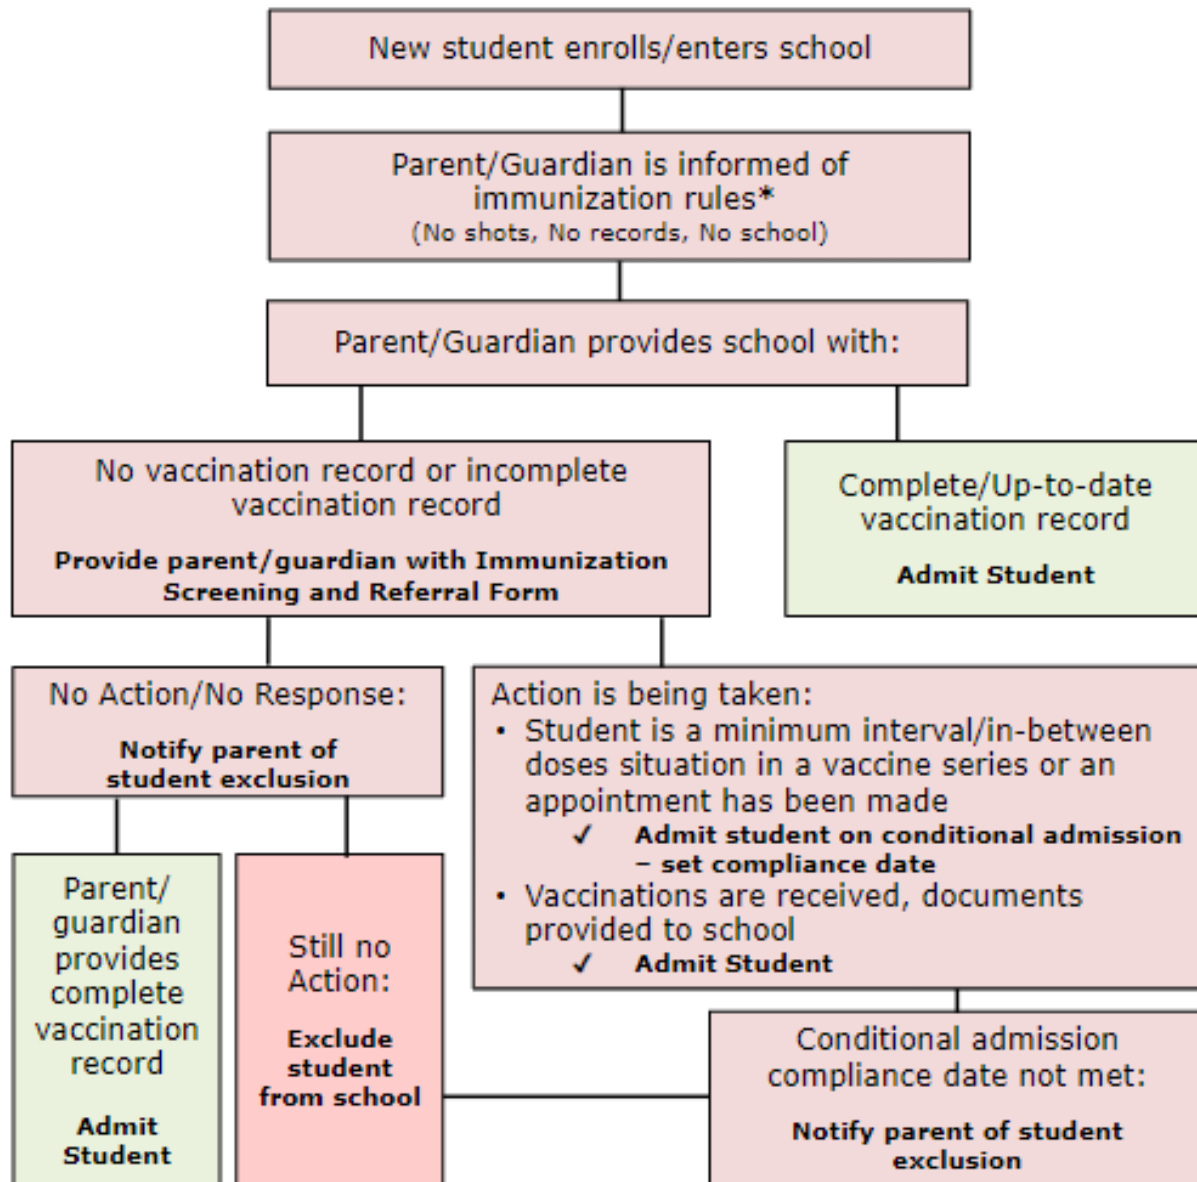 New student enrolls/enters school
Parent/Guardian is informed of
immunization rules*
(No shots, No records, No school)
Parent/Guardian provides school with:
No vaccination record or incomplete
vaccination record
Provide parent/guardian with Immunization
Screening and Referral Form
Complete/Up-to-date
vaccination record
Admit Student
No Action/No Response:
Notify parent of
student exclusion
Action is being taken:
• Student is a minimum interval/in-between
doses situation in a vaccine series or an
appointment has been made
✓ Admit student on conditional admission
– set compliance date
• Vaccinations are received, documents
provided to school
✓ Admit Student
Parent/
guardian
provides
complete
vaccination
record
Admit
Student
Still no
Action:
Exclude
student
from school
Conditional admission
compliance date not met:
Notify parent of student
exclusion